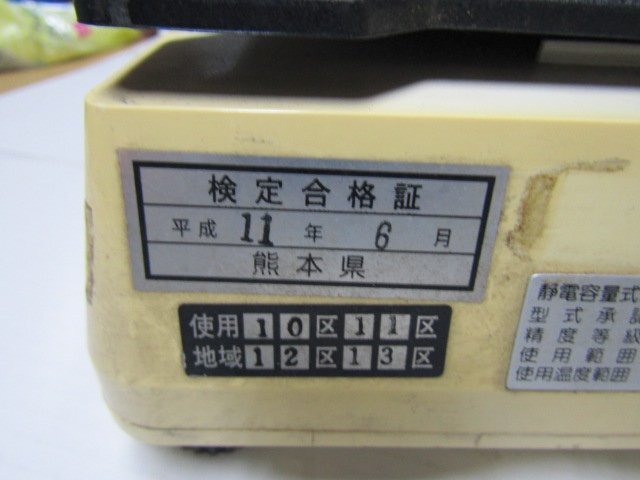 検定合格証
平成 11 年 6 月
熊本県
使用 10区 11区
地域 12区 13区
静電容量式
型式承認
精度等級
使用範囲
使用温度範囲